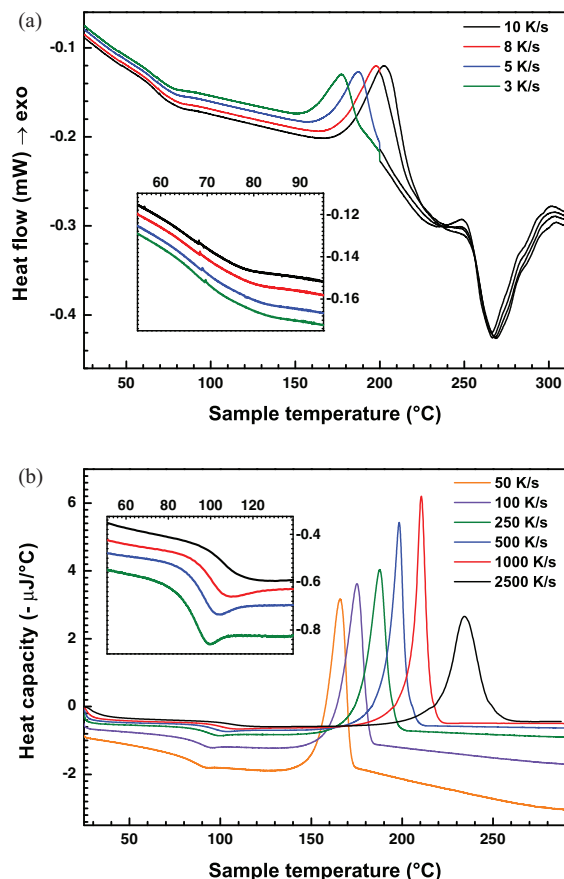 (a)
10 K/s
8 K/s
5 K/s
3 K/s
-0.1
-0.2
-0.3
-0.4
Heat flow (mW) → exo
60 70 80 90
-0.12
-0.14
-0.16
50 100 150 200 250 300
Sample temperature (°C)
(b)
50 K/s
100 K/s
250 K/s
500 K/s
1000 K/s
2500 K/s
6
4
2
0
-2
Heat capacity (- μJ/°C)
60 80 100 120
-0.4
-0.6
-0.8
50 100 150 200 250
Sample temperature (°C)